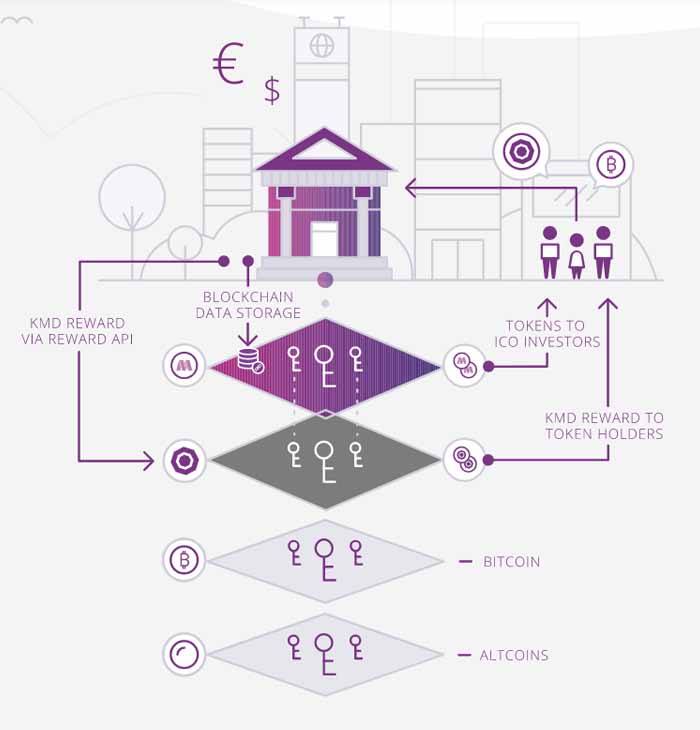 €
$
BLOCKCHAIN
DATA STORAGE
KMD REWARD
VIA REWARD API
TOKENS TO
ICO INVESTORS
KMD REWARD TO
TOKEN HOLDERS
BITCOIN
ALTCOINS